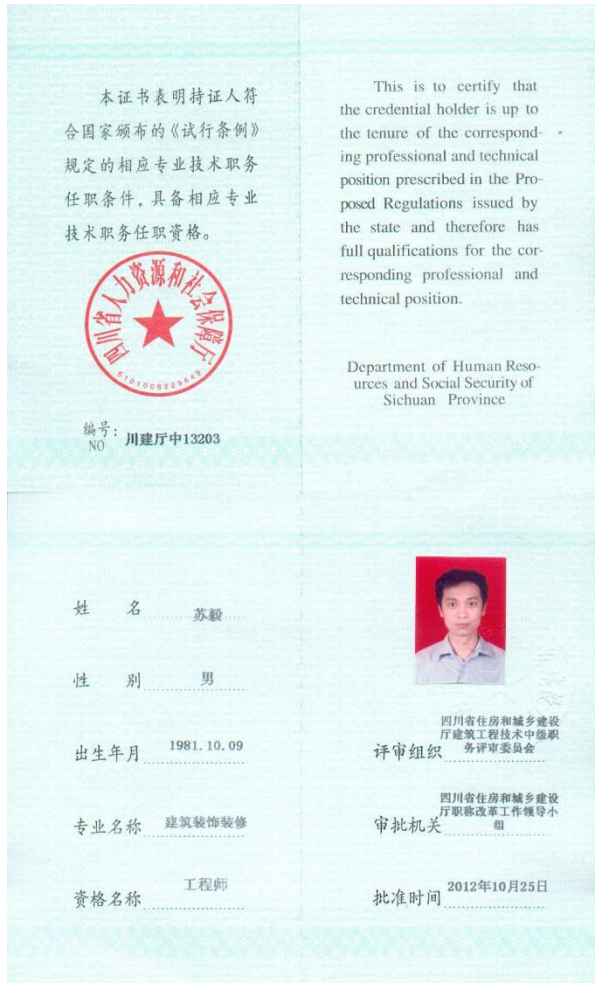 本证书表明持证人符
合国家颁布的《试行条例》
规定的相应专业技术职务
任职条件，具备相应专业
技术职务任职资格。
四川省人力资源和社会保障厅
5101008229649
编号：
NO 川建厅中13203
This is to certify that
the credential holder is up to
the tenure of the correspond-
ing professional and technical
position prescribed in the Pro-
posed Regulations issued by
the state and therefore has
full qualifications for the cor-
responding professional and
technical position.
Department of Human Reso-
urces and Social Security of
Sichuan Province
姓 名 苏毅
性 别 男
出生年月 1981.10.09
专业名称 建筑装饰装修
资格名称 工程师
四川省住房和城乡建设
厅建筑工程技术中级职
评审组织 务评审委员会
四川省住房和城乡建设
厅职称改革工作领导小
审批机关 组
批准时间 2012年10月25日